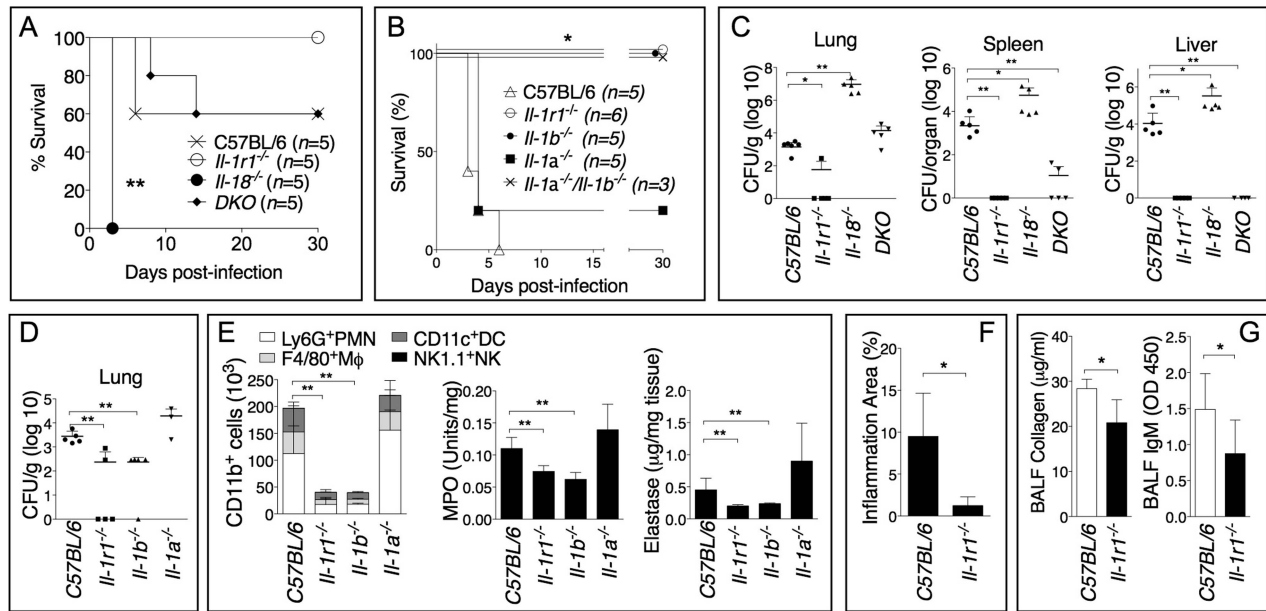 A
% Survival
100
80
60
40
20
0
C57BL/6 (n=5)
Il-1r1-/- (n=5)
Il-18-/- (n=5)
DKO (n=5)
**
0 10 20 30
Days post-infection
B
*
Survival (%)
100
50
0
C57BL/6 (n=5)
Il-1r1-/- (n=6)
Il-1b-/- (n=5)
Il-1a-/- (n=5)
Il-1a-/-/Il-1b-/- (n=3)
0 5 10 15 30
Days post-infection
C
Lung
CFU/g (log 10)
8
6
4
2
0
**
*
C57BL/6 Il-1r1-/- Il-18-/- DKO
Spleen
CFU/organ (log 10)
6
4
2
0
**
*
**
C57BL/6 Il-1r1-/- Il-18-/- DKO
Liver
CFU/g (log 10)
6
4
2
0
**
*
**
C57BL/6 Il-1r1-/- Il-18-/- DKO
D
Lung
CFU/g (log 10)
5
4
3
2
1
0
**
**
C57BL/6 Il-1r1-/- Il-1b-/- Il-1a-/-
E
Ly6G+PMN CD11c+DC
F4/80+Mϕ NK1.1+NK
CD11b+ cells (103)
250
200
150
100
50
0
**
**
C57BL/6 Il-1r1-/- Il-1b-/- Il-1a-/-
MPO (Units/mg)
0.20
0.15
0.10
0.05
0.00
**
**
C57BL/6 Il-1r1-/- Il-1b-/- Il-1a-/-
Elastase (μg/mg tissue)
2.0
1.5
1.0
0.5
0.0
**
**
C57BL/6 Il-1r1-/- Il-1b-/- Il-1a-/-
F
Inflammation Area (%)
20
15
10
5
0
*
C57BL/6 Il-1r1-/-
G
BALF Collagen (μg/ml)
40
30
20
10
0
*
C57BL/6 Il-1r1-/-
BALF IgM (OD 450)
2.5
2.0
1.5
1.0
0.5
0.0
*
C57BL/6 Il-1r1-/-